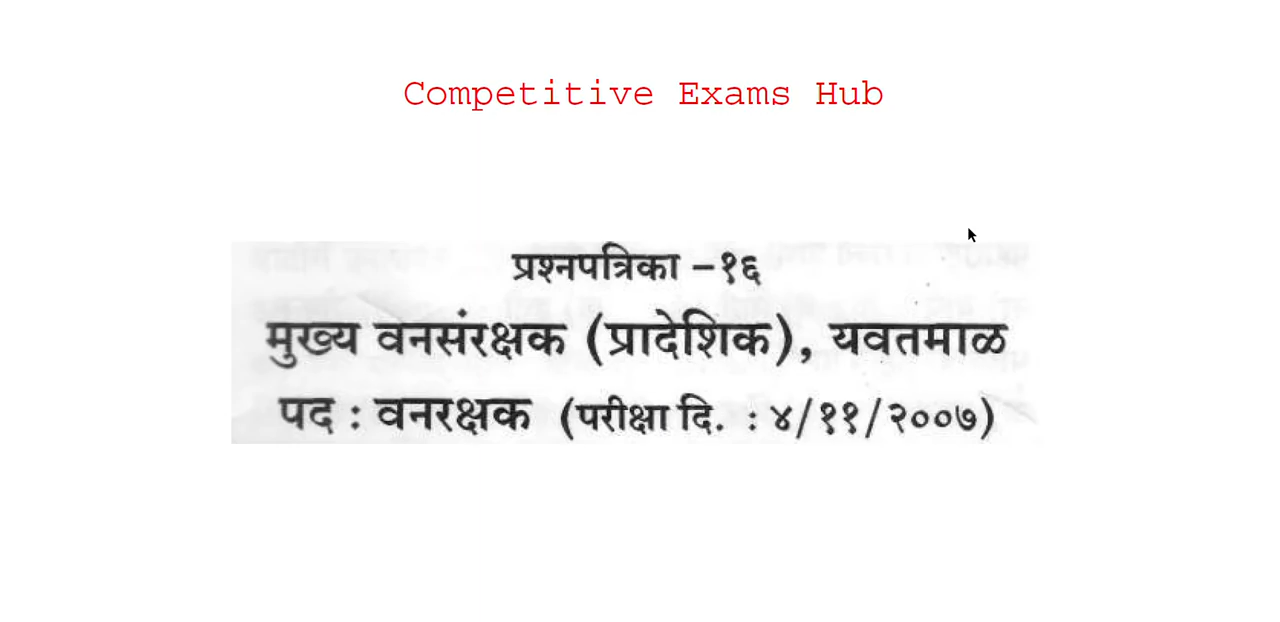 Competitive Exams Hub
प्रश्नपत्रिका –१६
मुख्य वनसंरक्षक (प्रादेशिक), यवतमाळ
पद : वनरक्षक (परीक्षा दि. : ४/११/२००७)